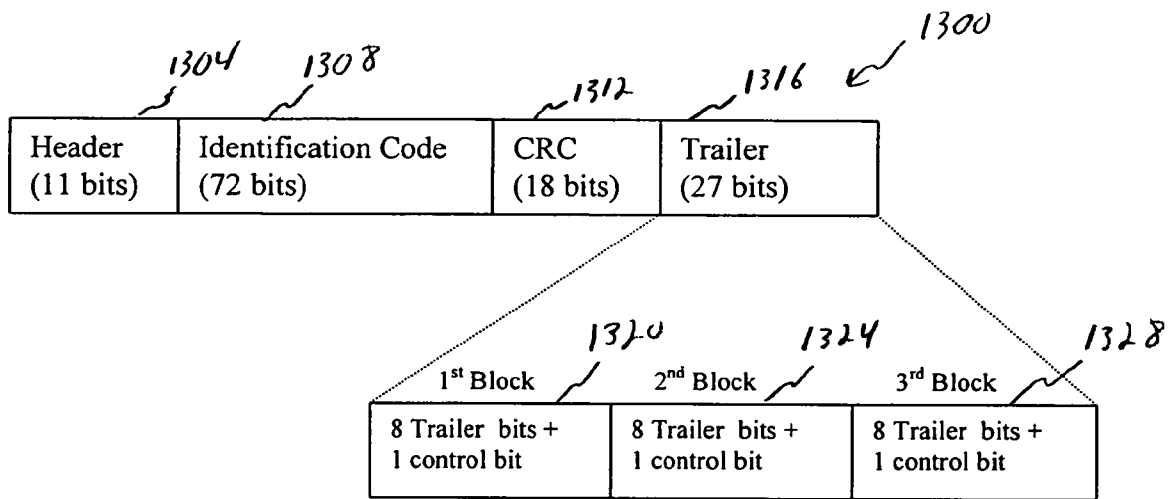 1300
1304 1308 1312 1316
Header Identification Code CRC Trailer
(11 bits) (72 bits) (18 bits) (27 bits)
1320 1324 1328
1st Block 2nd Block 3rd Block
8 Trailer bits + 8 Trailer bits + 8 Trailer bits +
1 control bit 1 control bit 1 control bit